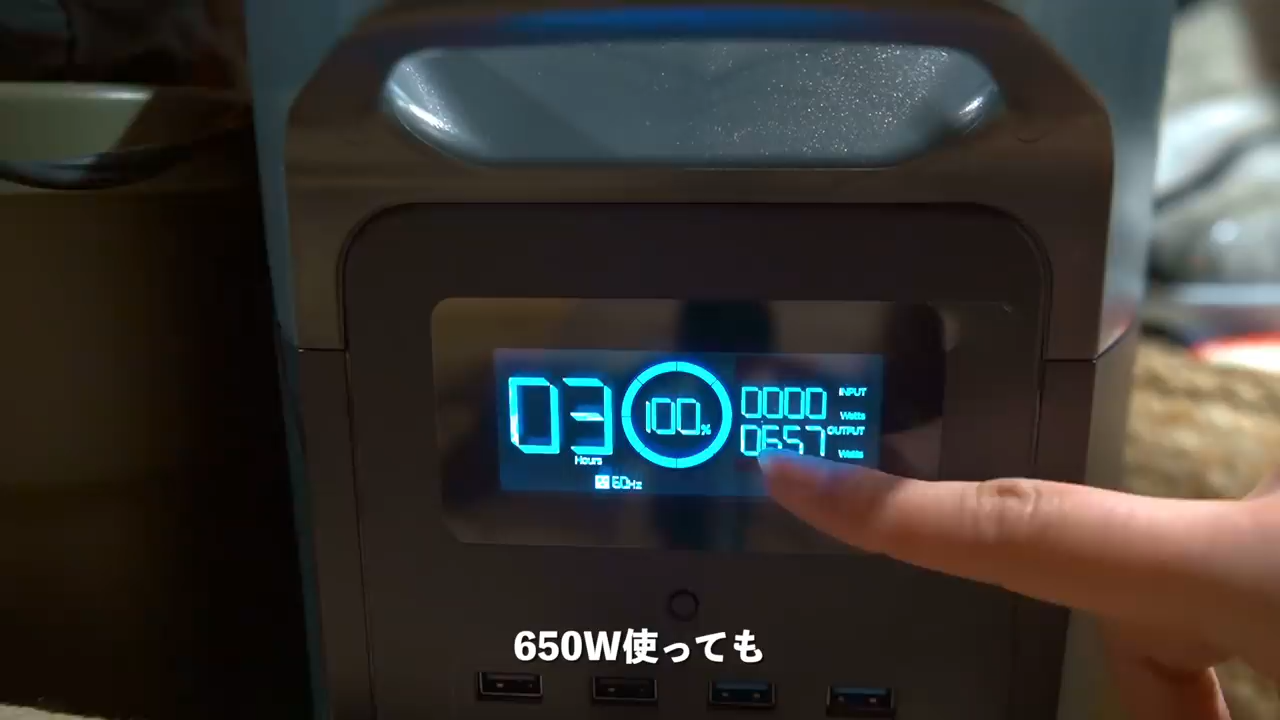 03
Hours
100%
0000
INPUT
Watts
0657
OUTPUT
Watts
60Hz
650W使っても